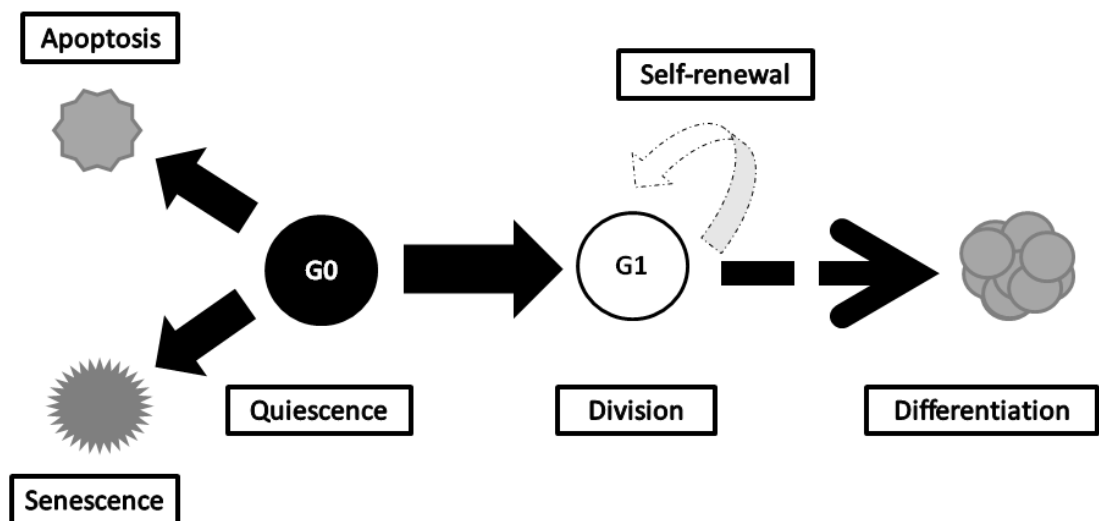 Apoptosis
Self-renewal
G0
G1
Quiescence
Division
Differentiation
Senescence